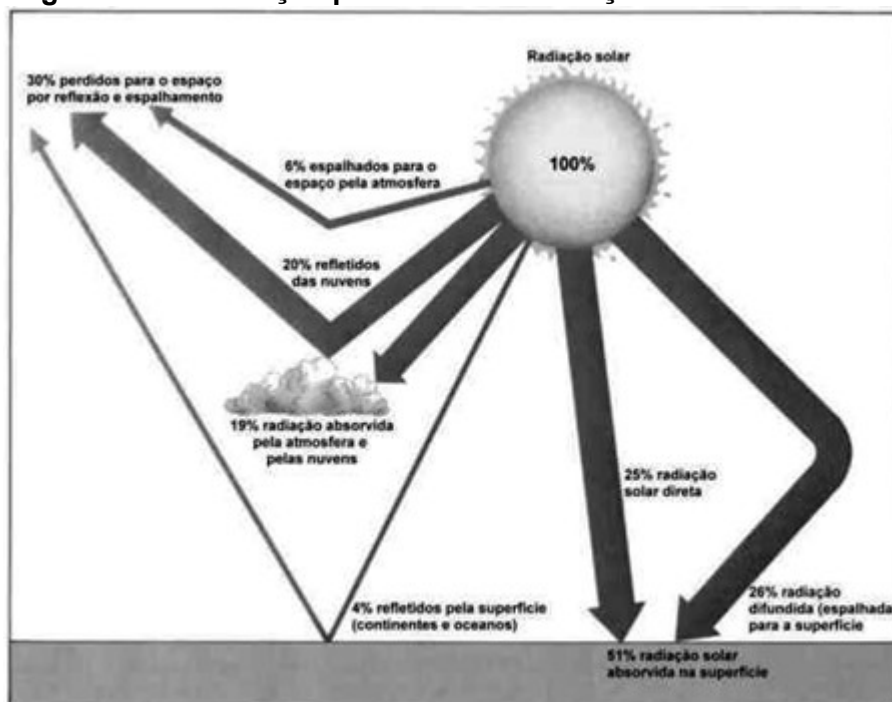 Radiação solar
100%
30% perdidos para o espaço
por reflexão e espalhamento
6% espalhados para o
espaço pela atmosfera
20% refletidos
das nuvens
19% radiação absorvida
pela atmosfera e
pelas nuvens
25% radiação
solar direta
4% refletidos pela superfície
(continentes e oceanos)
26% radiação
difundida (espalhada
para a superfície
51% radiação solar
absorvida na superfície